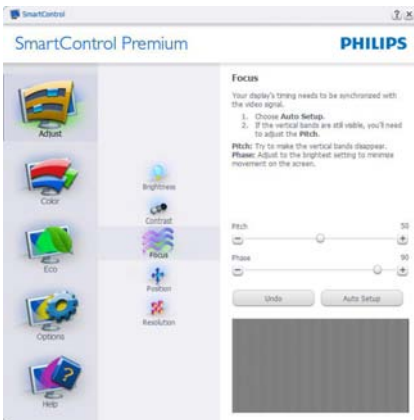 SmartControl
? x
SmartControl Premium
PHILIPS
Adjust
Color
Eco
Options
Help
Brightness
Contrast
Focus
Position
Resolution
Focus
Your display's timing needs to be synchronized with
the video signal.
1. Choose Auto Setup.
2. If the vertical bands are still visible, you'll need
to adjust the Pitch.
Pitch: Try to make the vertical bands disappear.
Phase: Adjust to the brightest setting to minimize
movement on the screen.
Pitch 50
Phase 90
Undo Auto Setup